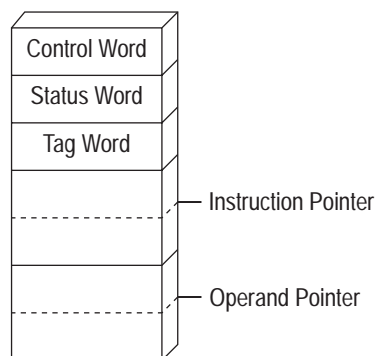 Control Word
Status Word
Tag Word
Instruction Pointer
Operand Pointer